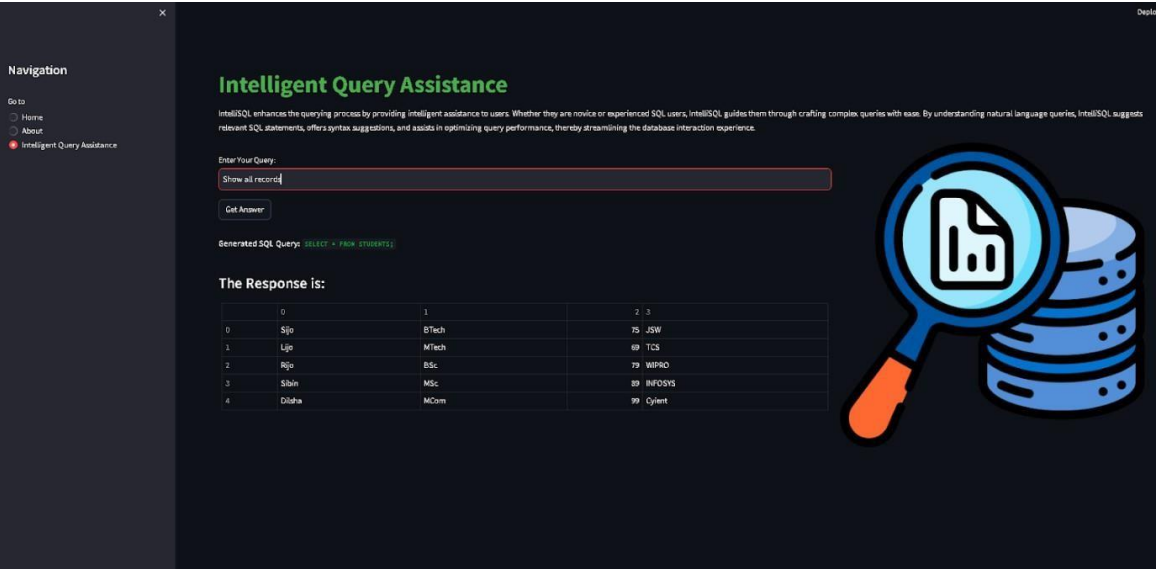 ×
Deplo
Navigation
Go to
Home
About
Intelligent Query Assistance
Intelligent Query Assistance
IntelliSQL enhances the querying process by providing intelligent assistance to users. Whether they are novice or experienced SQL users, IntelliSQL guides them through crafting complex queries with ease. By understanding natural language queries, IntelliSQL suggests
relevant SQL statements, offers syntax suggestions, and assists in optimizing query performance, thereby streamlining the database interaction experience.
Enter Your Query:
Show all records
Get Answer
Generated SQL Query: SELECT * FROM STUDENTS;
The Response is:
0 1 2 3
0 Sijo BTech 75 JSW
1 Lijo MTech 69 TCS
2 Rijo BSc 79 WIPRO
3 Sibin MSc 89 INFOSYS
4 Dilsha MCom 99 Cyient